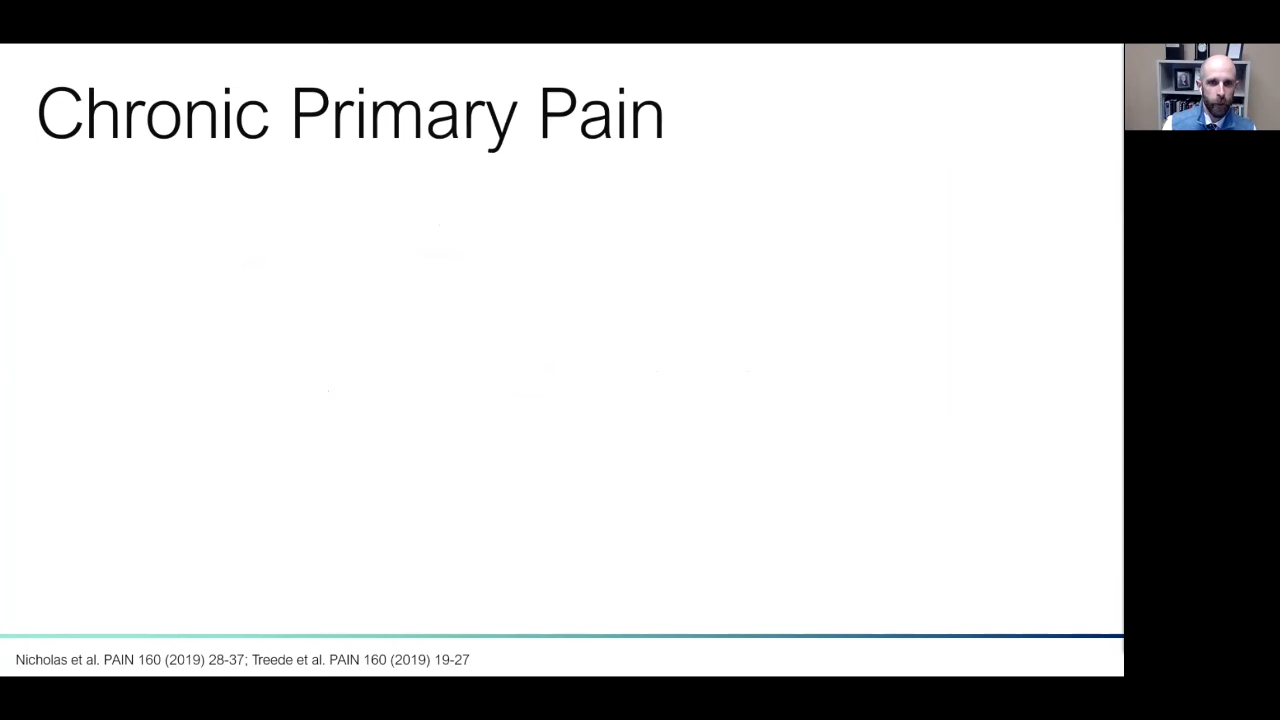 Chronic Primary Pain
Nicholas et al. PAIN 160 (2019) 28-37; Treede et al. PAIN 160 (2019) 19-27